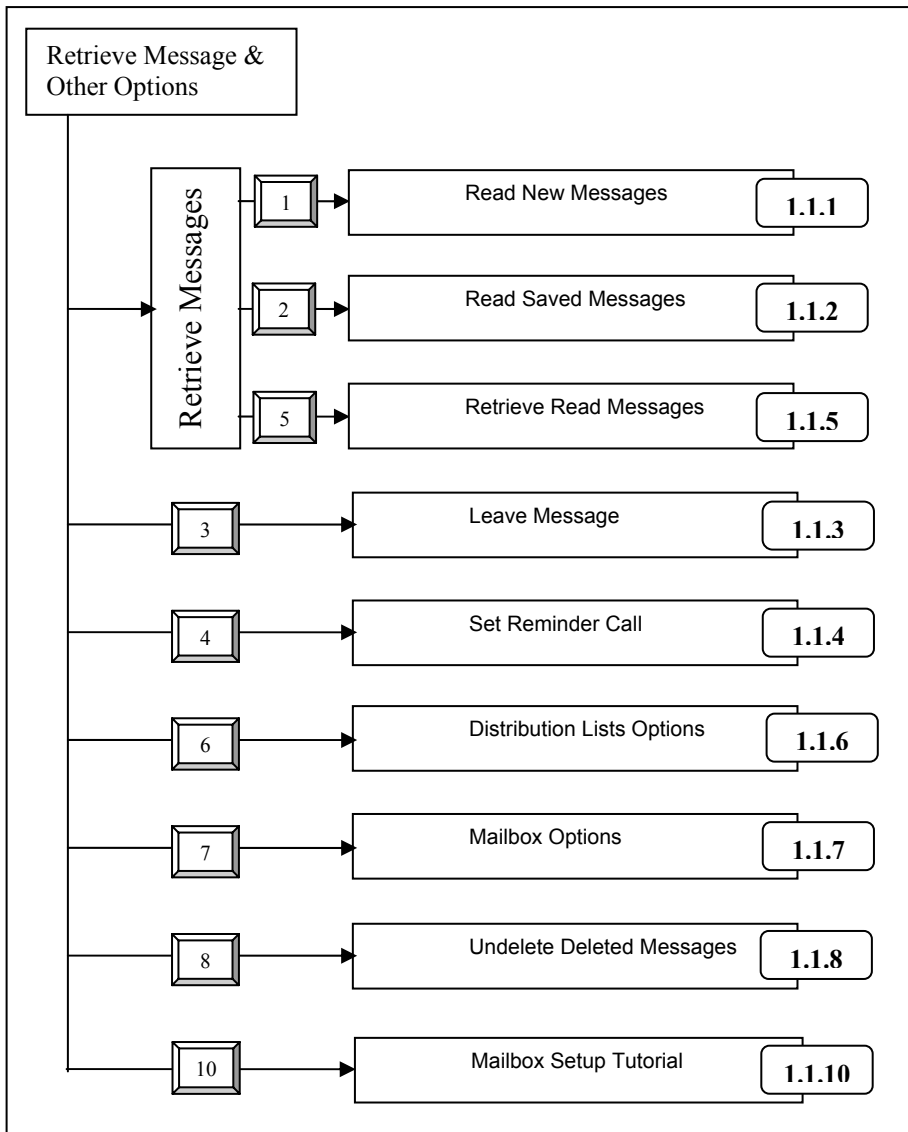 Retrieve Message &
Other Options
Retrieve Messages
1
Read New Messages
1.1.1
2
Read Saved Messages
1.1.2
5
Retrieve Read Messages
1.1.5
3
Leave Message
1.1.3
4
Set Reminder Call
1.1.4
6
Distribution Lists Options
1.1.6
7
Mailbox Options
1.1.7
8
Undelete Deleted Messages
1.1.8
10
Mailbox Setup Tutorial
1.1.10